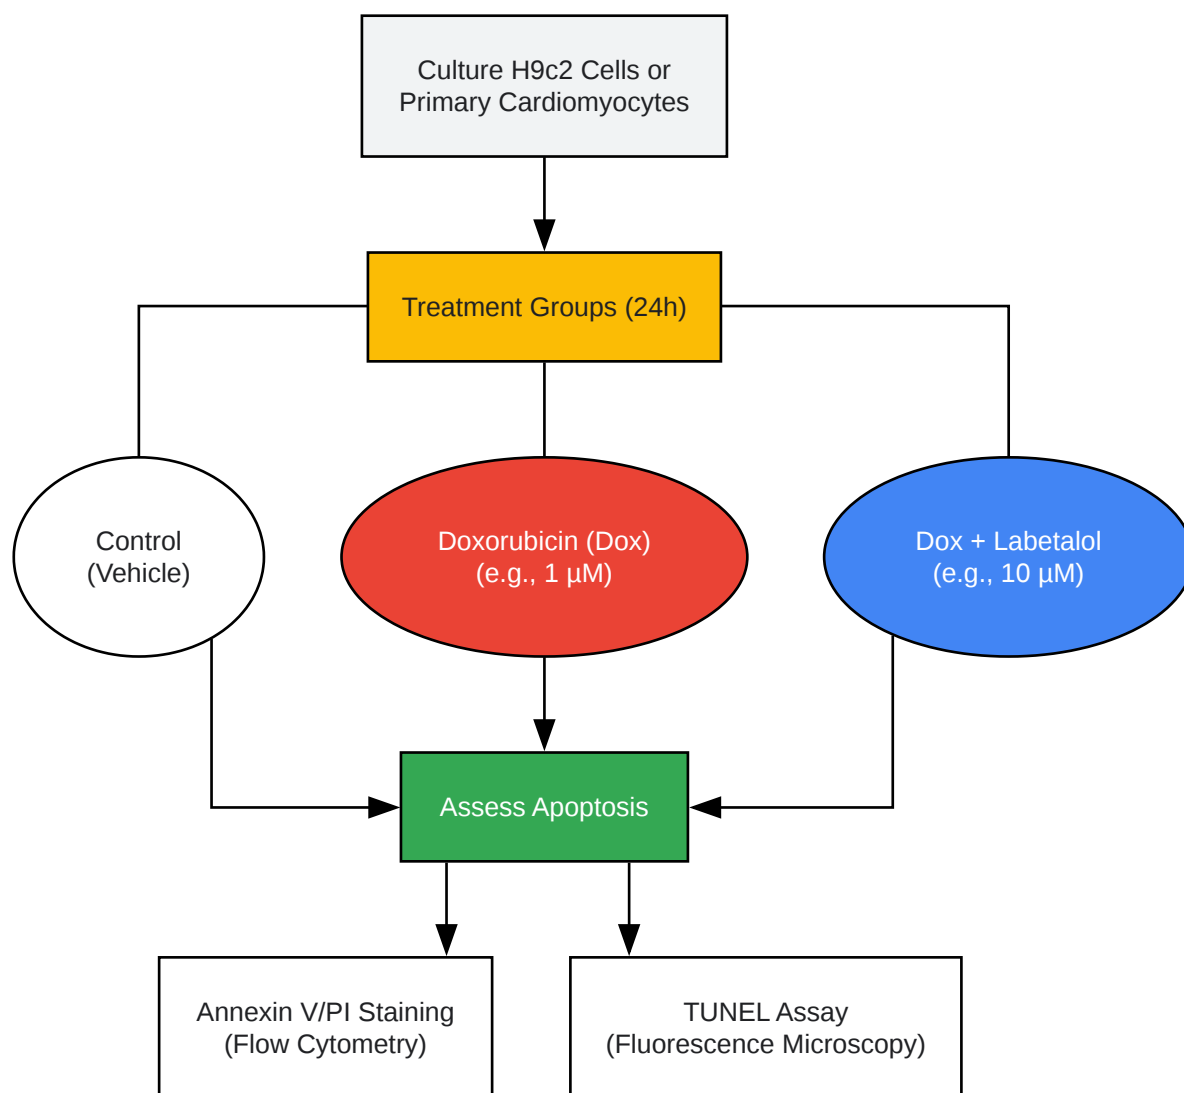 Culture H9c2 Cells or
Primary Cardiomyocytes
Treatment Groups (24h)
Control
(Vehicle)
Doxorubicin (Dox)
(e.g., 1 µM)
Dox + Labetalol
(e.g., 10 µM)
Assess Apoptosis
Annexin V/PI Staining
(Flow Cytometry)
TUNEL Assay
(Fluorescence Microscopy)